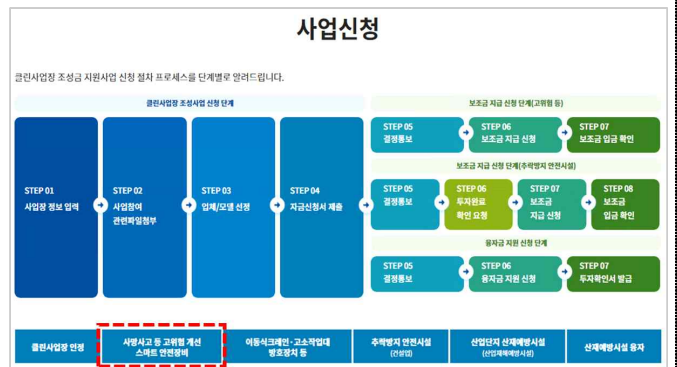 사업신청
클린사업장 조성금 지원사업 신청 절차 프로세스를 단계별로 알려드립니다.
클린사업장 조성사업 신청 단계
STEP 01
사업장 정보 입력
STEP 02
사업참여
관련파일첨부
STEP 03
업체/모델 선정
STEP 04
자금신청서 제출
보조금 지급 신청 단계(고위험 등)
STEP 05
결정통보
STEP 06
보조금 지급 신청
STEP 07
보조금 입금 확인
보조금 지급 신청 단계(추락방지 안전시설)
STEP 05
결정통보
STEP 06
투자완료
확인 요청
STEP 07
보조금
지급 신청
STEP 08
보조금
입금 확인
융자금 지원 신청 단계
STEP 05
결정통보
STEP 06
융자금 지원 신청
STEP 07
투자확인서 발급
클린사업장 인정
사망사고 등 고위험 개선
스마트 안전장비
이동식크레인·고소작업대
방호장치 등
추락방지 안전시설
(건설업)
산업단지 산재예방시설
(산업재해예방시설)
산재예방시설 융자